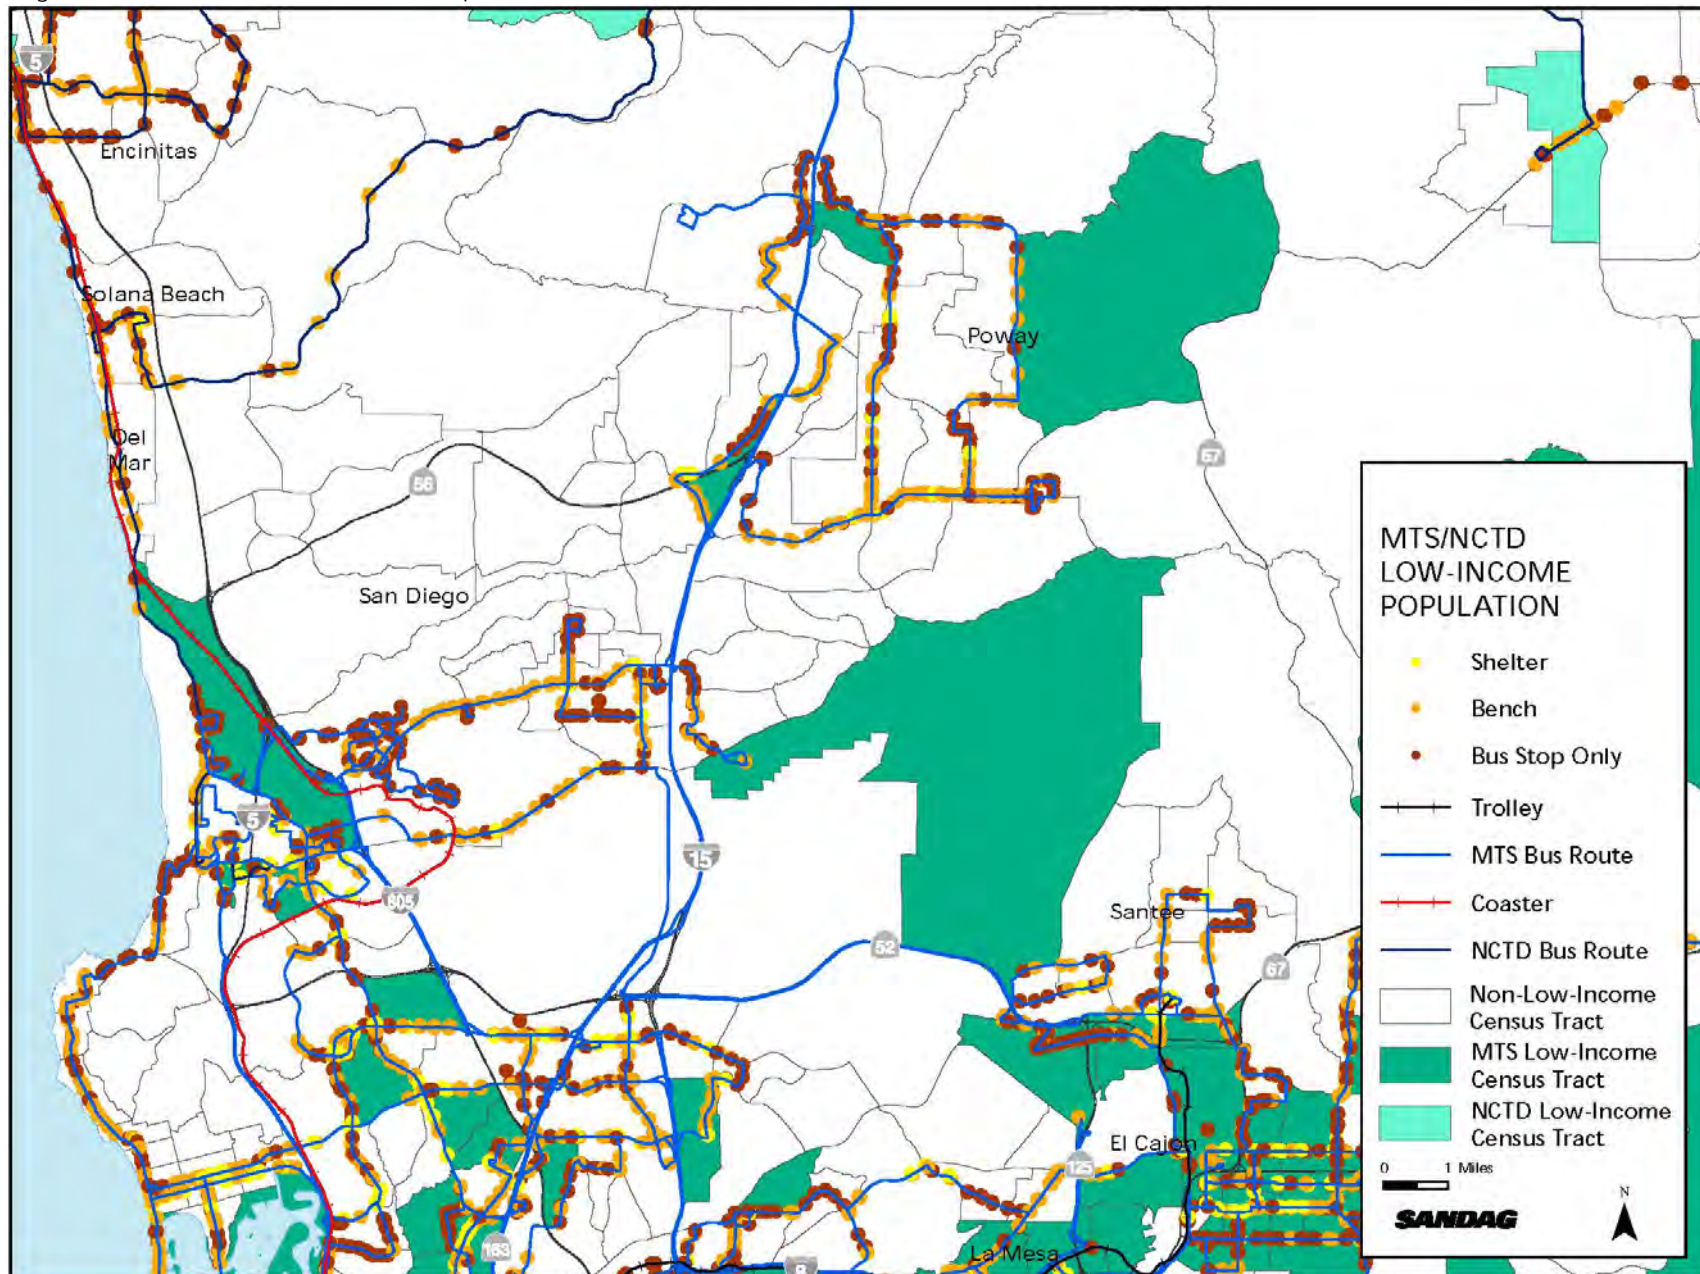 5
Encinitas
Solana Beach
Poway
Del
Mar
56
67
San Diego
5
15
805
Santee
52
67
El Cajon
125
La Mesa
163
8
MTS/NCTD
LOW-INCOME
POPULATION
Shelter
Bench
Bus Stop Only
Trolley
MTS Bus Route
Coaster
NCTD Bus Route
Non-Low-Income
Census Tract
MTS Low-Income
Census Tract
NCTD Low-Income
Census Tract
0 1 Miles
N
SANDAG